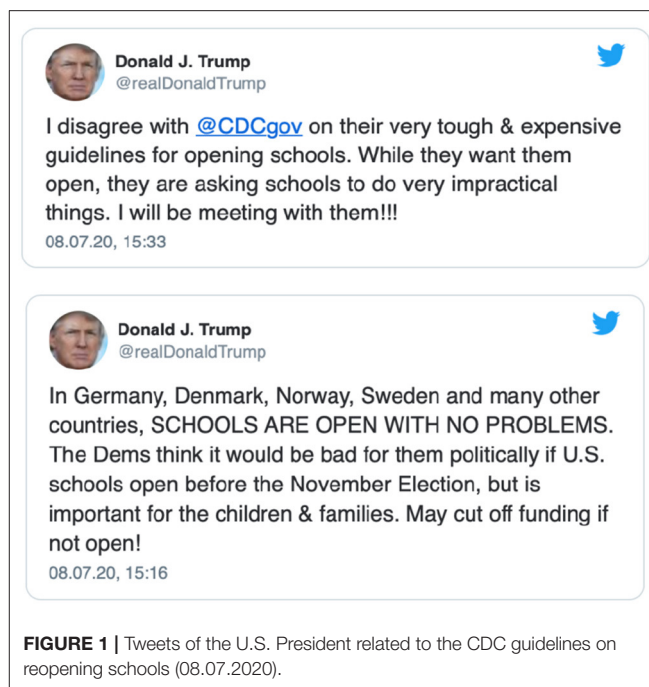 Donald J. Trump
@realDonaldTrump
I disagree with @CDCgov on their very tough & expensive
guidelines for opening schools. While they want them
open, they are asking schools to do very impractical
things. I will be meeting with them!!!
08.07.20, 15:33
Donald J. Trump
@realDonaldTrump
In Germany, Denmark, Norway, Sweden and many other
countries, SCHOOLS ARE OPEN WITH NO PROBLEMS.
The Dems think it would be bad for them politically if U.S.
schools open before the November Election, but is
important for the children & families. May cut off funding if
not open!
08.07.20, 15:16
FIGURE 1 | Tweets of the U.S. President related to the CDC guidelines on
reopening schools (08.07.2020).